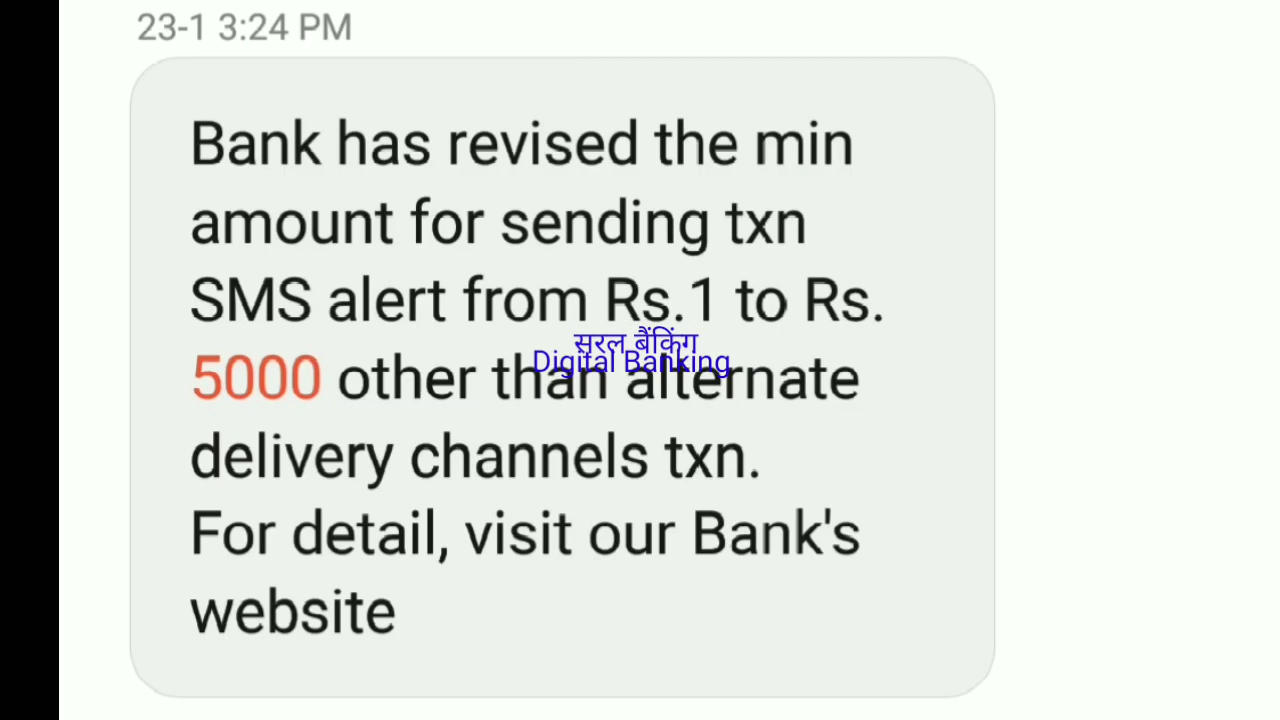 23-1 3:24 PM
Bank has revised the min
amount for sending txn
SMS alert from Rs.1 to Rs.
सरल बैंकिंग
Digital Banking
5000 other than alternate
delivery channels txn.
For detail, visit our Bank's
website